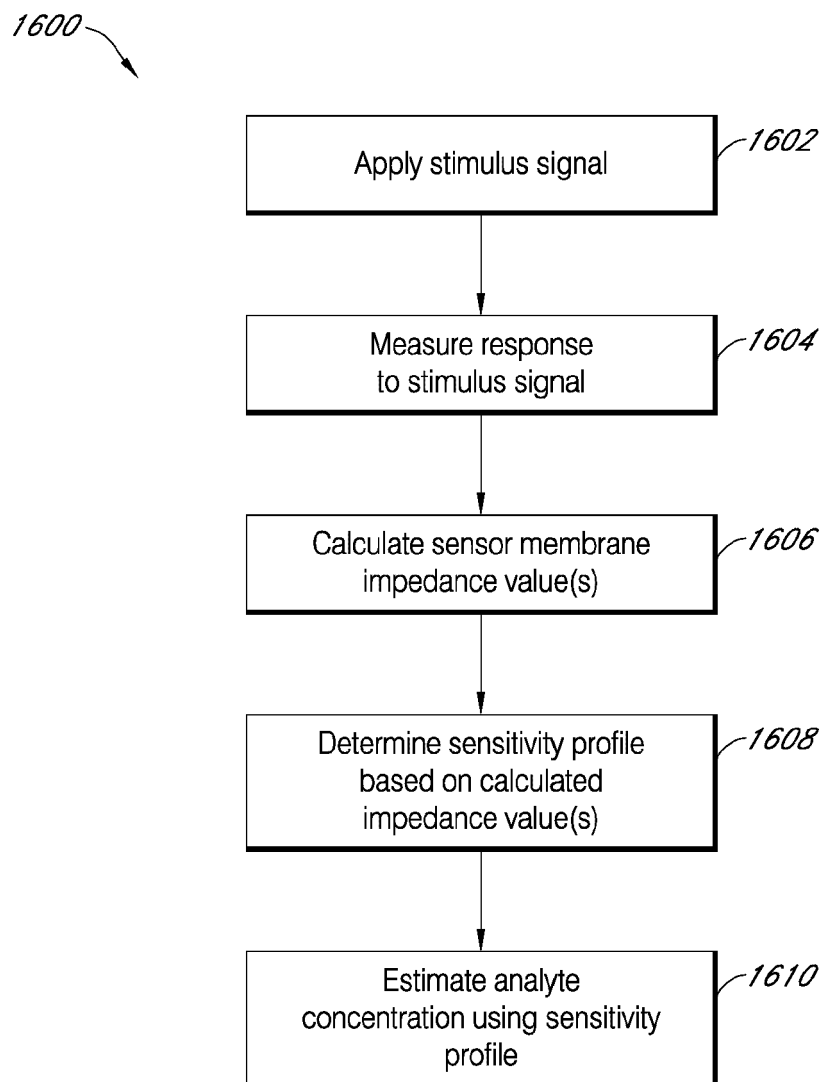 1600
Apply stimulus signal
1602
Measure response
to stimulus signal
1604
Calculate sensor membrane
impedance value(s)
1606
Determine sensitivity profile
based on calculated
impedance value(s)
1608
Estimate analyte
concentration using sensitivity
profile
1610